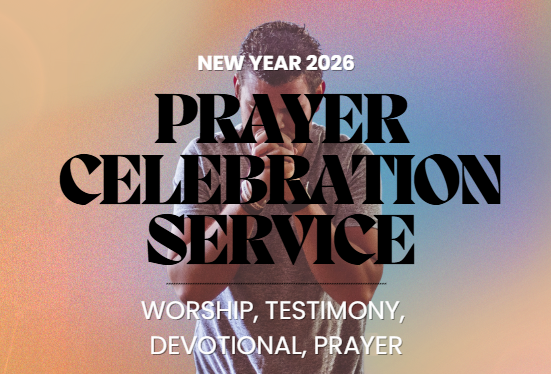 NEW YEAR 2026
PRAYER
CELEBRATION
SERVICE
WORSHIP, TESTIMONY,
DEVOTIONAL, PRAYER